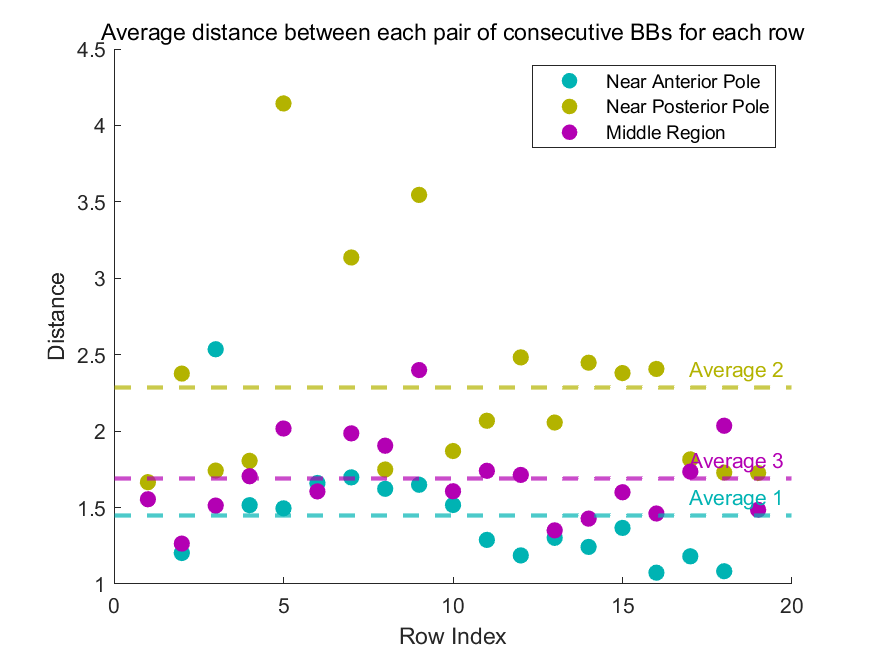 Average distance between each pair of consecutive BBs for each row
4.5
4
3.5
3
2.5
2
1.5
1
0
5
10
15
20
Distance
Row Index
Near Anterior Pole
Near Posterior Pole
Middle Region
Average 2
Average 3
Average 1